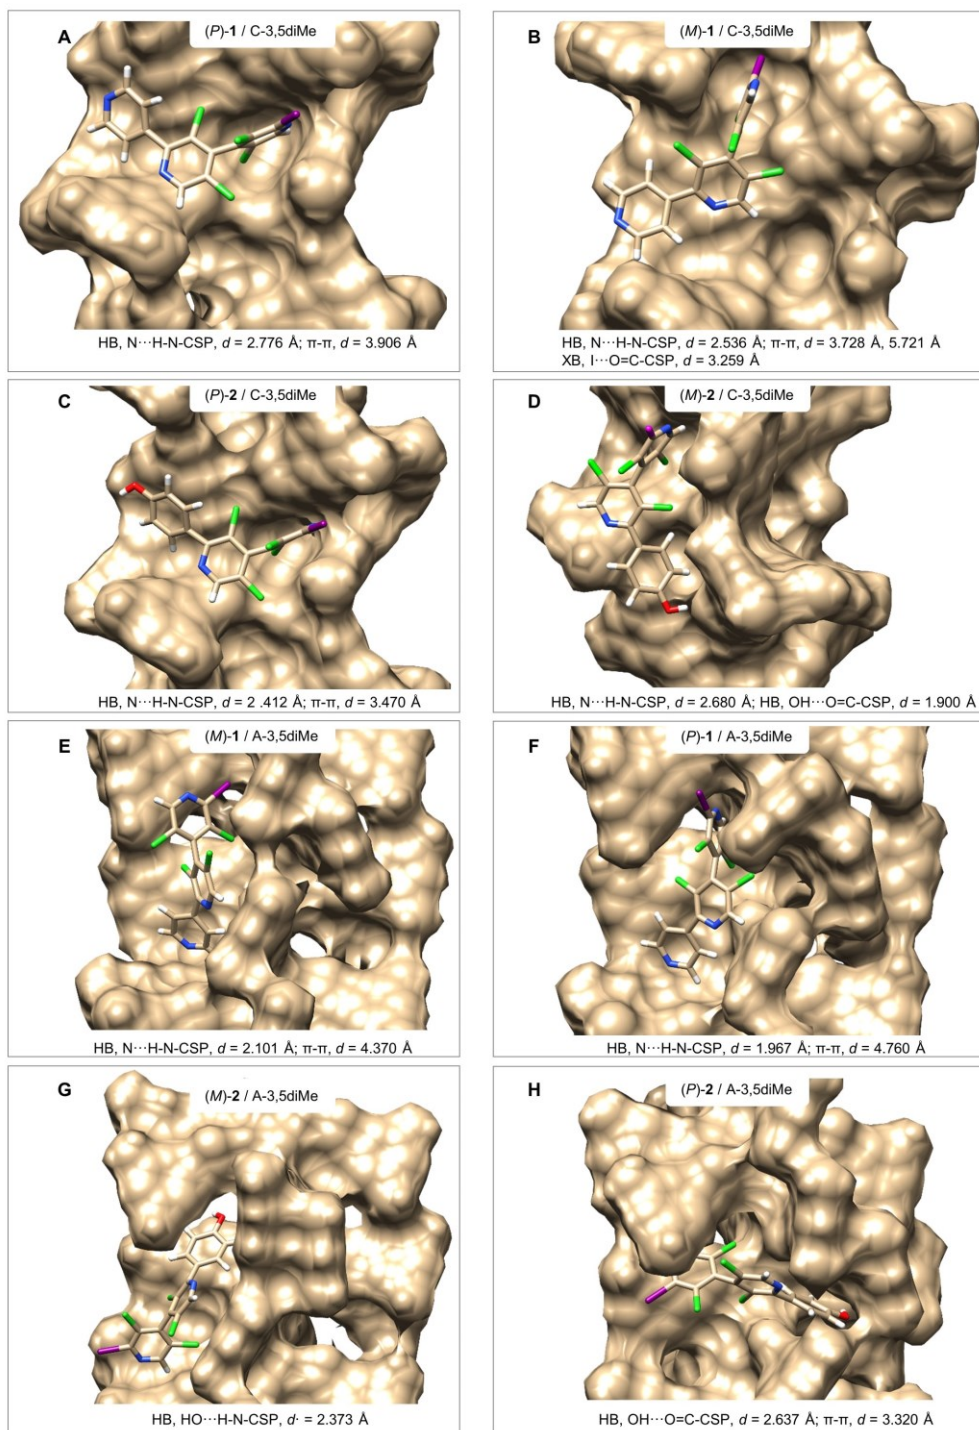 A
(P)-1 / C-3,5diMe
HB, N···H-N-CSP, d = 2.776 Å; π-π, d = 3.906 Å
B
(M)-1 / C-3,5diMe
HB, N···H-N-CSP, d = 2.536 Å; π-π, d = 3.728 Å, 5.721 Å
XB, I···O=C-CSP, d = 3.259 Å
C
(P)-2 / C-3,5diMe
HB, N···H-N-CSP, d = 2 .412 Å; π-π, d = 3.470 Å
D
(M)-2 / C-3,5diMe
HB, N···H-N-CSP, d = 2.680 Å; HB, OH···O=C-CSP, d = 1.900 Å
E
(M)-1 / A-3,5diMe
HB, N···H-N-CSP, d = 2.101 Å; π-π, d = 4.370 Å
F
(P)-1 / A-3,5diMe
HB, N···H-N-CSP, d = 1.967 Å; π-π, d = 4.760 Å
G
(M)-2 / A-3,5diMe
HB, HO···H-N-CSP, d· = 2.373 Å
H
(P)-2 / A-3,5diMe
HB, OH···O=C-CSP, d = 2.637 Å; π-π, d = 3.320 Å